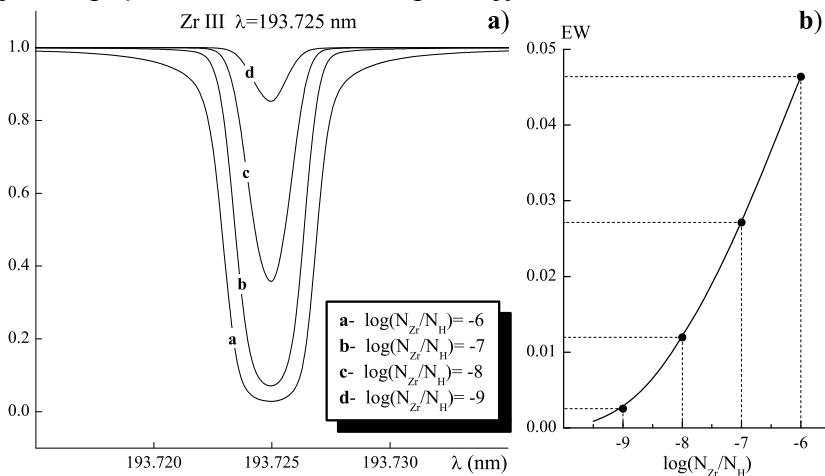 Zr III λ=193.725 nm
a)
1.0
0.8
0.6
0.4
0.2
0.0
d
c
b
a
a- log(N_Zr/N_H)= -6
b- log(N_Zr/N_H)= -7
c- log(N_Zr/N_H)= -8
d- log(N_Zr/N_H)= -9
193.720 193.725 193.730 λ (nm)
b)
EW
0.05
0.04
0.03
0.02
0.01
0.00
-9 -8 -7 -6
log(N_Zr/N_H)